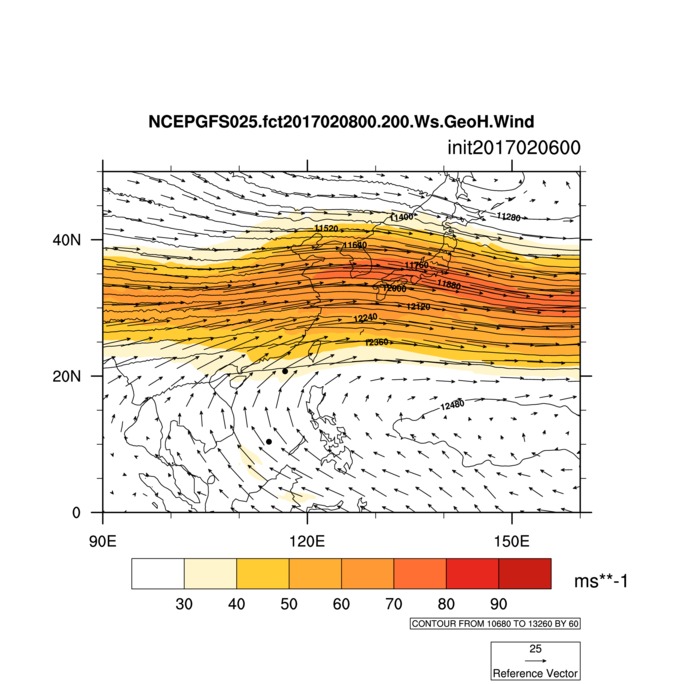 NCEPGFS025.fct2017020800.200.Ws.GeoH.Wind
init2017020600
11280
11400
11520
40N
11640
11760
11880
12000
12120
12240
12360
20N
12480
0
90E 120E 150E
30 40 50 60 70 80 90
ms**-1
CONTOUR FROM 10680 TO 13260 BY 60
25
Reference Vector